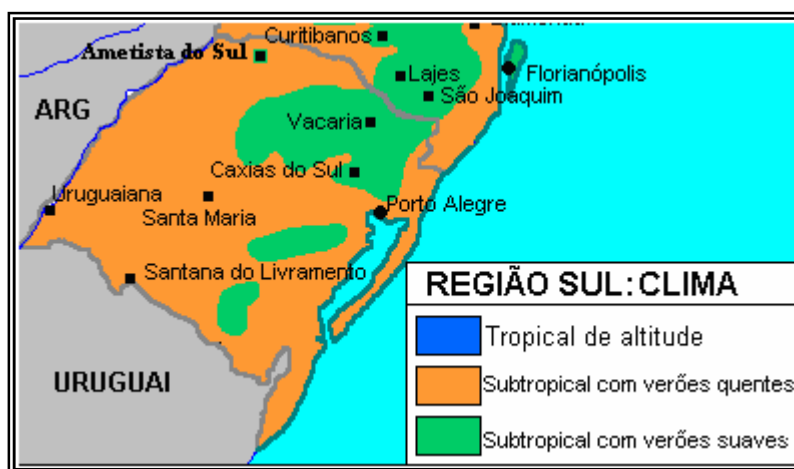 Curitibanos
Ametista do Sul
Lajes
Florianópolis
São Joaquim
ARG
Vacaria
Caxias do Sul
Uruguaiana
Santa Maria
Porto Alegre
Santana do Livramento
REGIÃO SUL: CLIMA
Tropical de altitude
URUGUAI
Subtropical com verões quentes
Subtropical com verões suaves